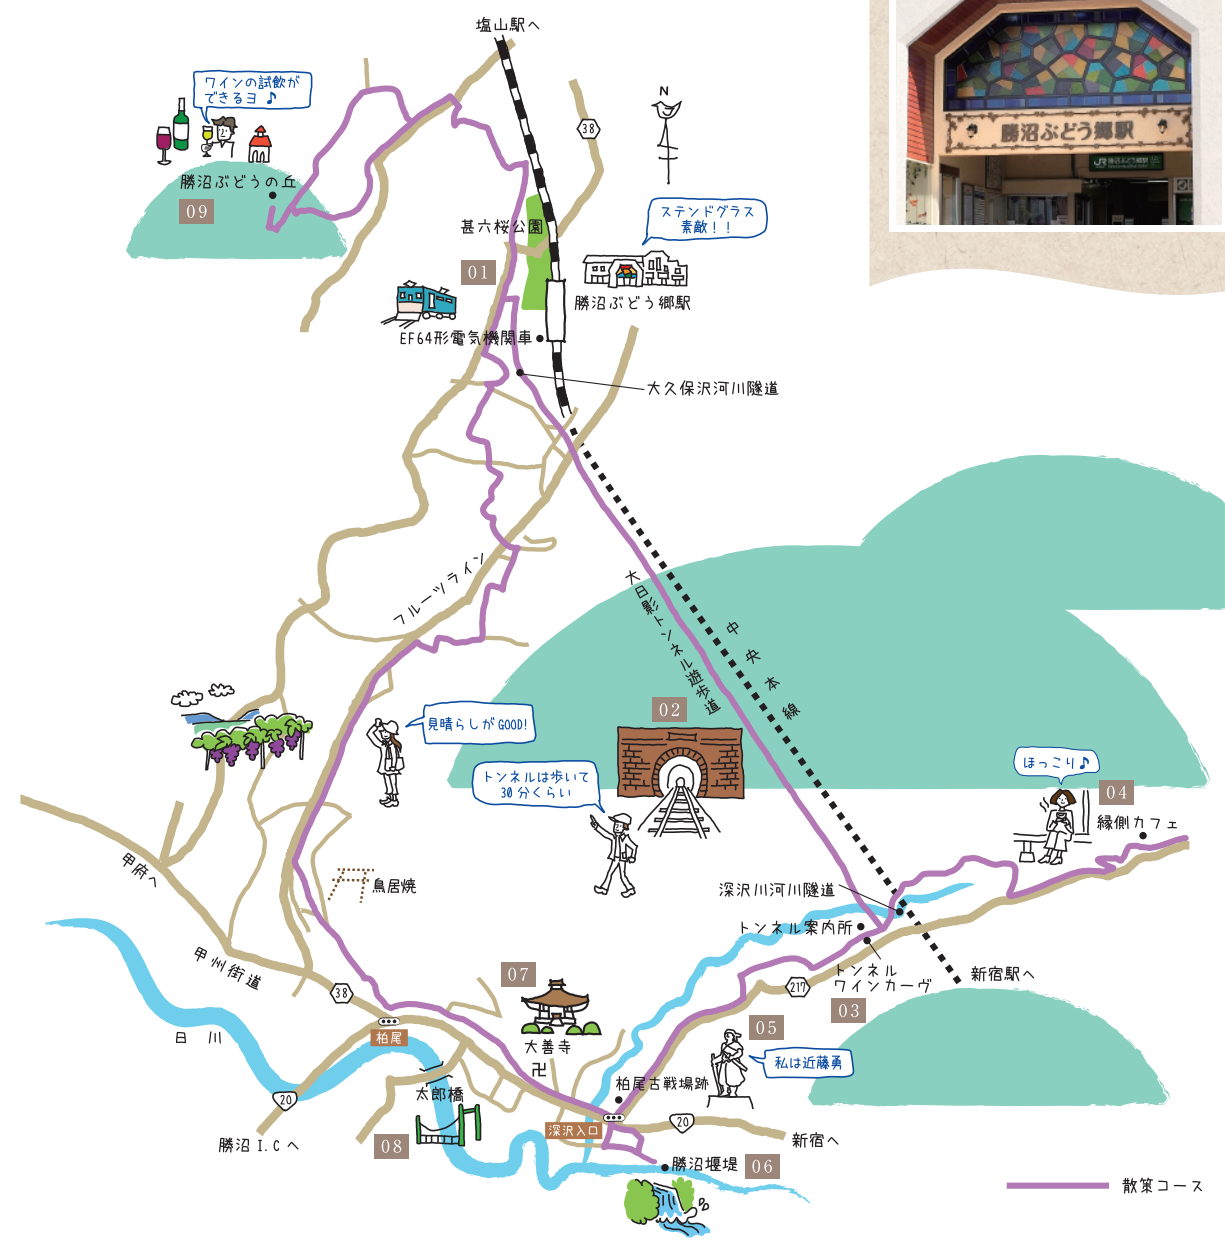 塩山駅へ
ワインの試飲が
できるヨ♪
勝沼ぶどうの丘
09
38
N
勝沼ぶどう郷駅
JR 勝沼ぶどう郷駅
甚六桜公園
01
ステンドグラス
素敵！！
勝沼ぶどう郷駅
EF64形電気機関車
大久保沢河川隧道
フルーツライン
大日影トンネル遊歩道
中央本線
02
見晴らしがGOOD!
トンネルは歩いて
30分くらい
ほっこり♪
04
縁側カフェ
甲府へ
鳥居焼
深沢川河川隧道
トンネル案内所
トンネル
ワインカーヴ
03
新宿駅へ
217
甲州街道
38
07
大善寺
卍
日川
柏尾
05
私は近藤勇
柏尾古戦場跡
20
太郎橋
08
勝沼I.Cへ
深沢入口
20
新宿へ
勝沼堰堤
06
散策コース